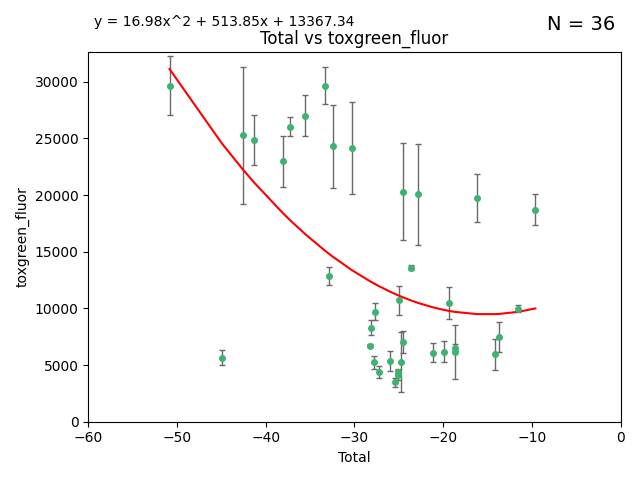 y = 16.98x^2 + 513.85x + 13367.34
N = 36
Total vs toxgreen_fluor
toxgreen_fluor
30000
25000
20000
15000
10000
5000
0
−60
−50
−40
−30
−20
−10
0
Total